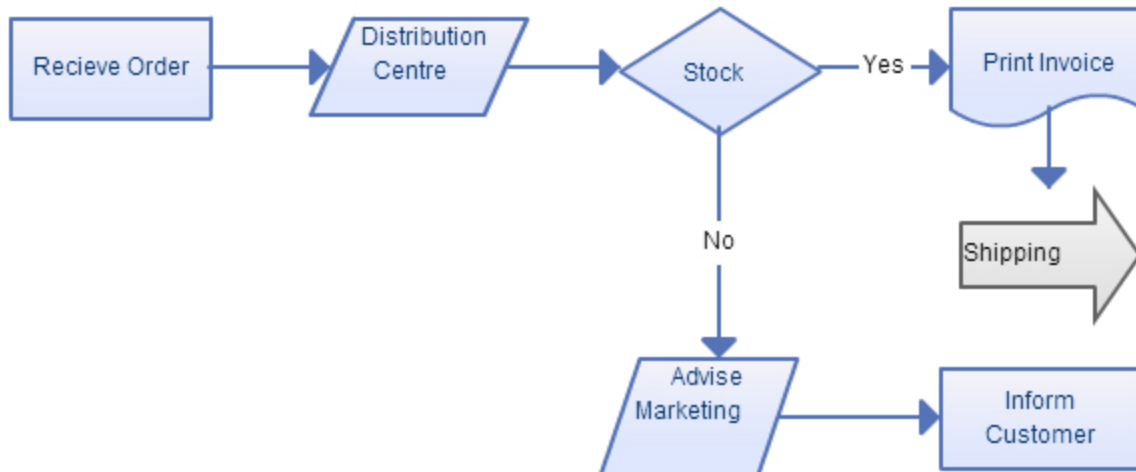 Recieve Order
Distribution
Centre
Stock
Yes
Print Invoice
No
Shipping
Advise
Marketing
Inform
Customer